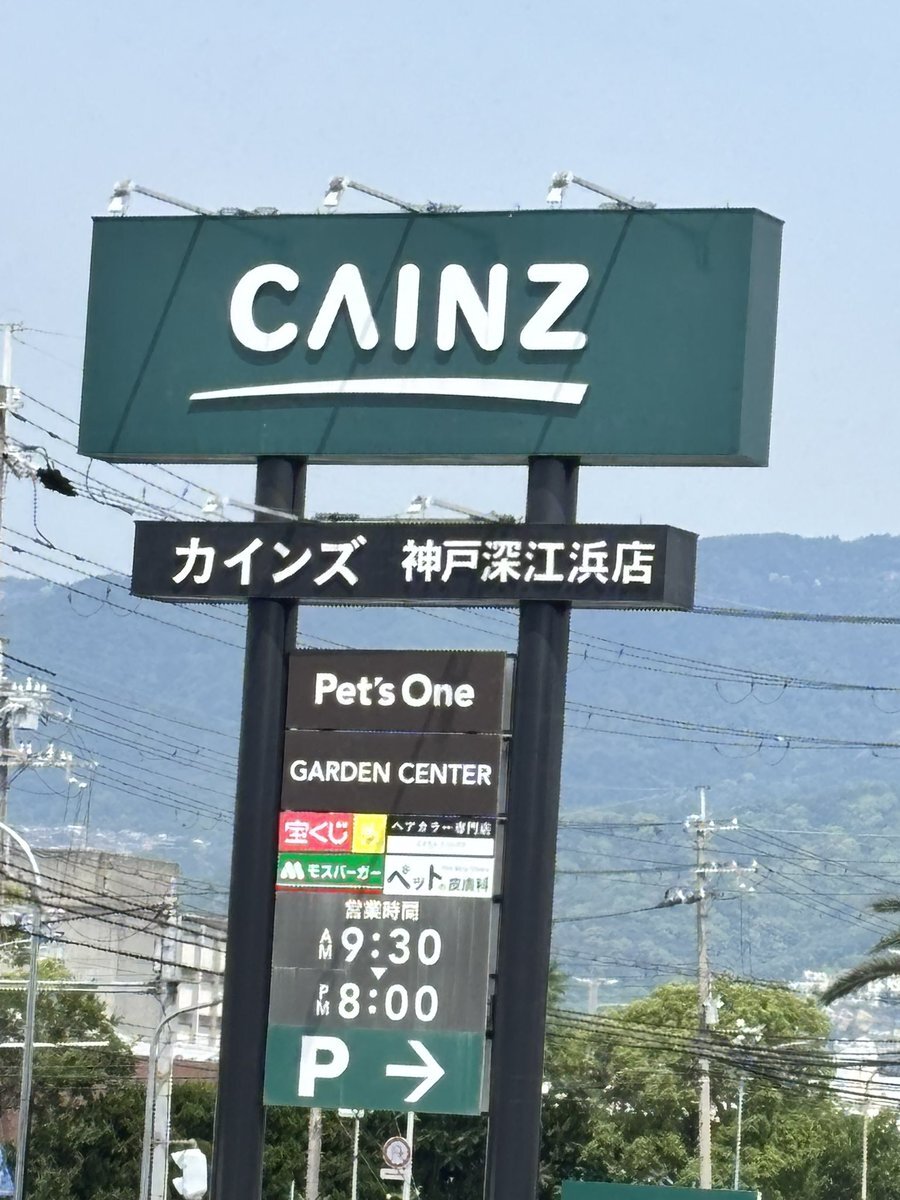 CAINZ
カインズ 神戸深江浜店
Pet's One
GARDEN CENTER
宝くじ
ヘアカラー専門店
モスバーガー
ペットの皮膚科
営業時間
AM 9:30
PM 8:00
P